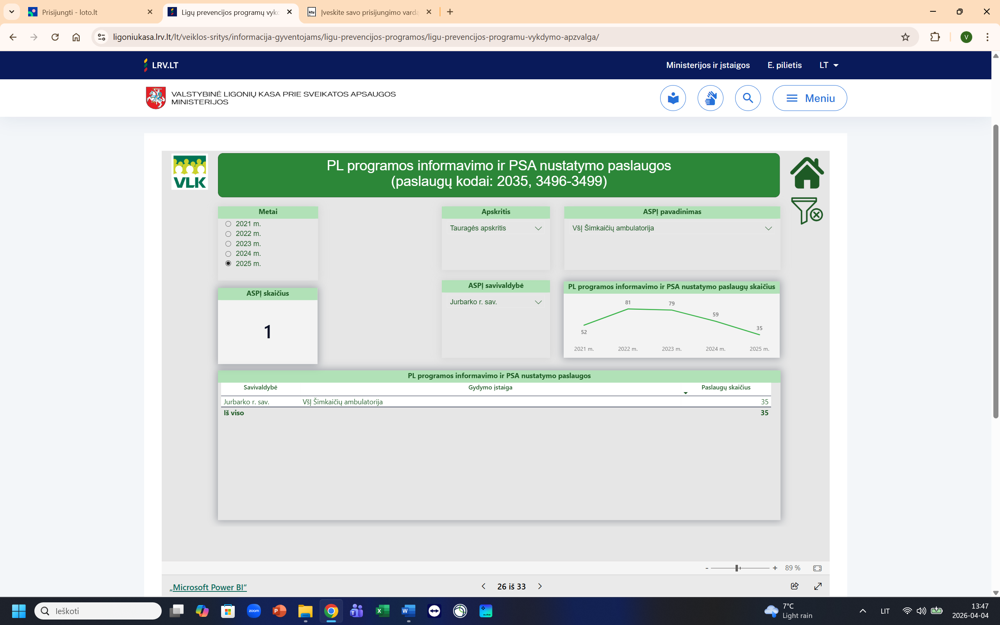 Prisijungti - loto.lt
Ligų prevencijos programų vyko
Įveskite savo prisijungimo varda
ligoniukasa.lrv.lt/lt/veiklos-sritys/informacija-gyventojams/ligu-prevencijos-programos/ligu-prevencijos-programu-vykdymo-apzvalga/
V
LRV.LT
Ministerijos ir įstaigos
E. pilietis
LT
VALSTYBINĖ LIGONIŲ KASA PRIE SVEIKATOS APSAUGOS
MINISTERIJOS
Meniu
VLK
PL programos informavimo ir PSA nustatymo paslaugos
(paslaugų kodai: 2035, 3496-3499)
Metai
2021 m.
2022 m.
2023 m.
2024 m.
2025 m.
Apskritis
Tauragės apskritis
ASPĮ pavadinimas
VšĮ Šimkaičių ambulatorija
ASPĮ skaičius
1
ASPĮ savivaldybė
Jurbarko r. sav.
PL programos informavimo ir PSA nustatymo paslaugų skaičius
52
81
79
59
35
2021 m.
2022 m.
2023 m.
2024 m.
2025 m.
PL programos informavimo ir PSA nustatymo paslaugos
Savivaldybė Gydymo įstaiga Paslaugų skaičius
Jurbarko r. sav. VšĮ Šimkaičių ambulatorija 35
Iš viso 35
- + 89 %
„Microsoft Power BI“
26 iš 33
Ieškoti
zoom
7°C
Light rain
LIT
13:47
2026-04-04